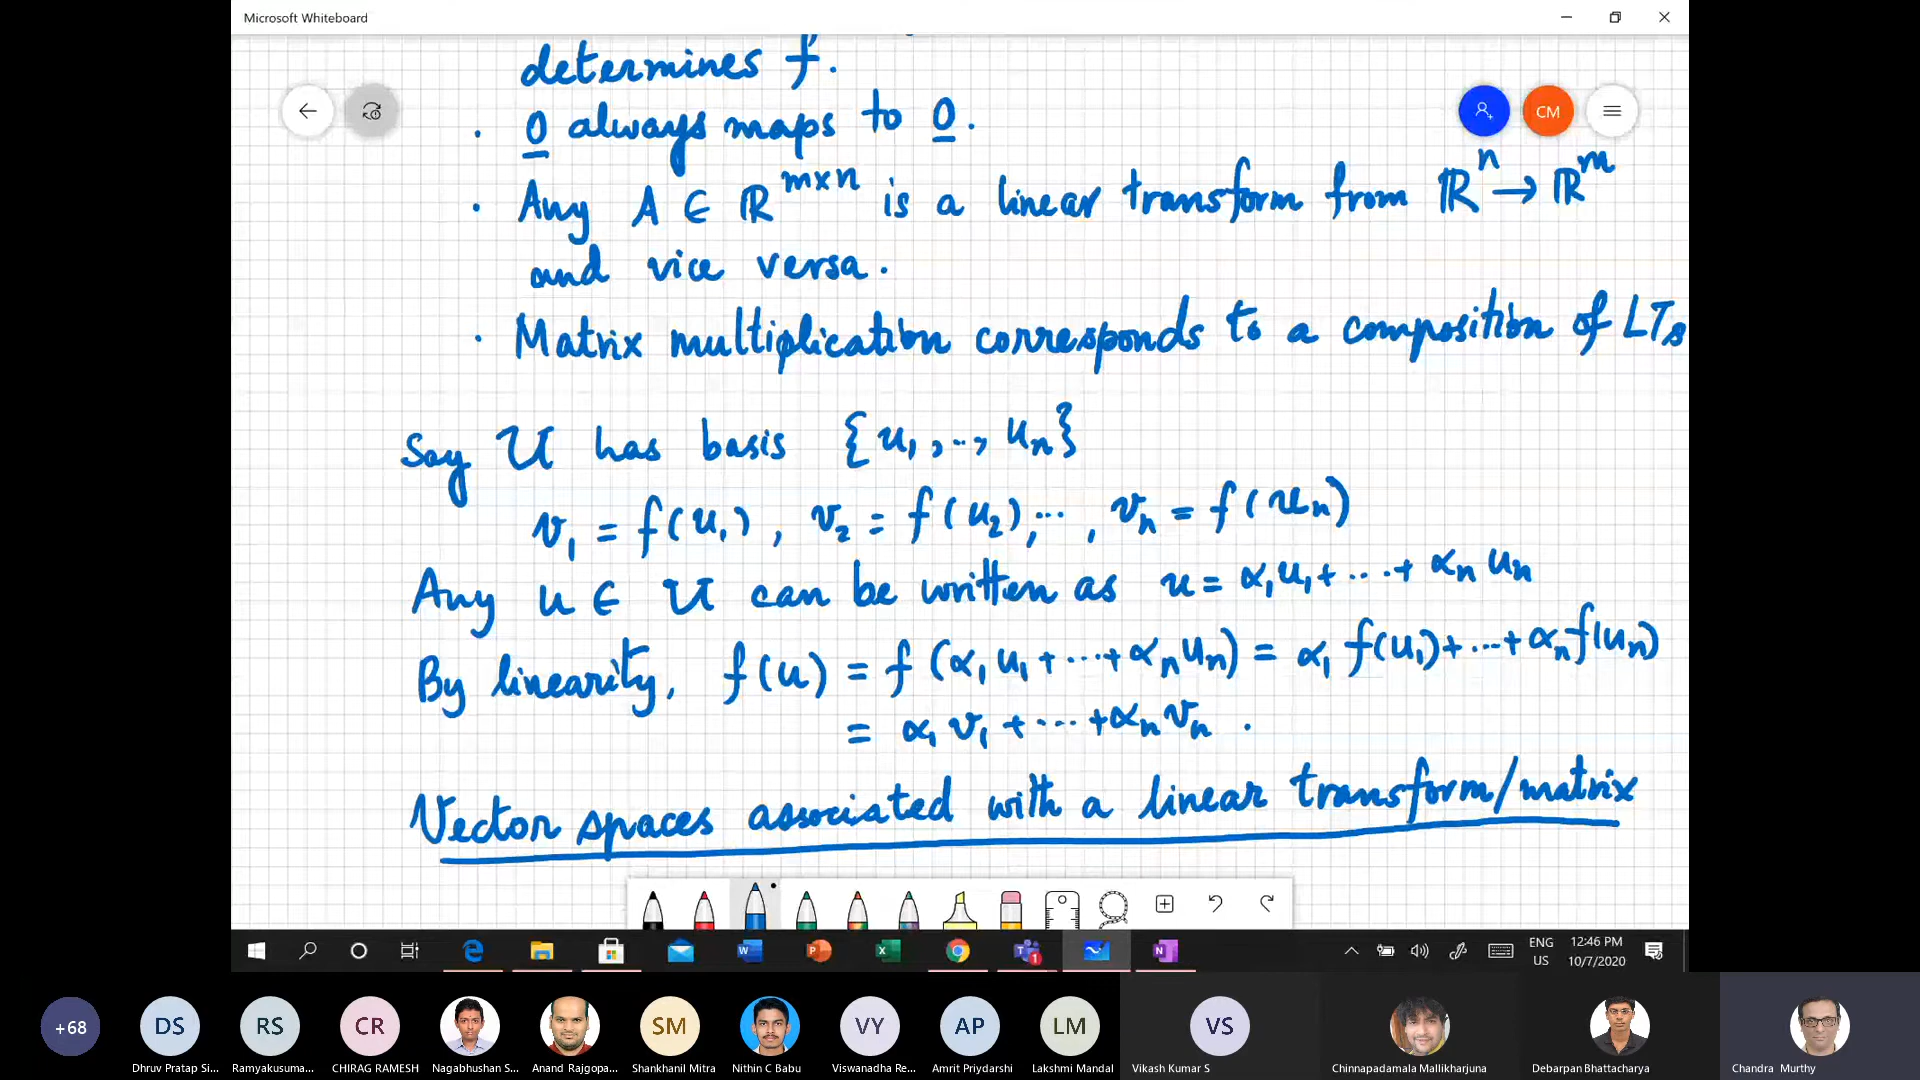 Microsoft Whiteboard
determines f.
CM
· 0 always maps to 0.
· Any A ∈ ℝ^{m×n} is a linear transform from ℝ^n → ℝ^m
and vice versa.
· Matrix multiplication corresponds to a composition of LTs
Say U has basis {u₁, .., uₙ}
v₁ = f(u₁), v₂ = f(u₂), ⋯, vₙ = f(uₙ)
Any u ∈ U can be written as u = α₁u₁ + ⋯ + αₙuₙ
By linearity, f(u) = f(α₁u₁ + ⋯ + αₙuₙ) = α₁f(u₁) + ⋯ + αₙf(uₙ)
= α₁v₁ + ⋯ + αₙvₙ.
Vector spaces associated with a linear transform/matrix
ENG 12:46 PM
US 10/7/2020
+68 DS RS CR SM VY AP LM VS
Dhruv Pratap Si... Ramyakusuma... CHIRAG RAMESH Nagabhushan S... Anand Rajgopa... Shankhanil Mitra Nithin C Babu Viswanadha Re... Amrit Priydarshi Lakshmi Mandal Vikash Kumar S Chinnapadamala Mallikharjuna Debarpan Bhattacharya Chandra Murthy